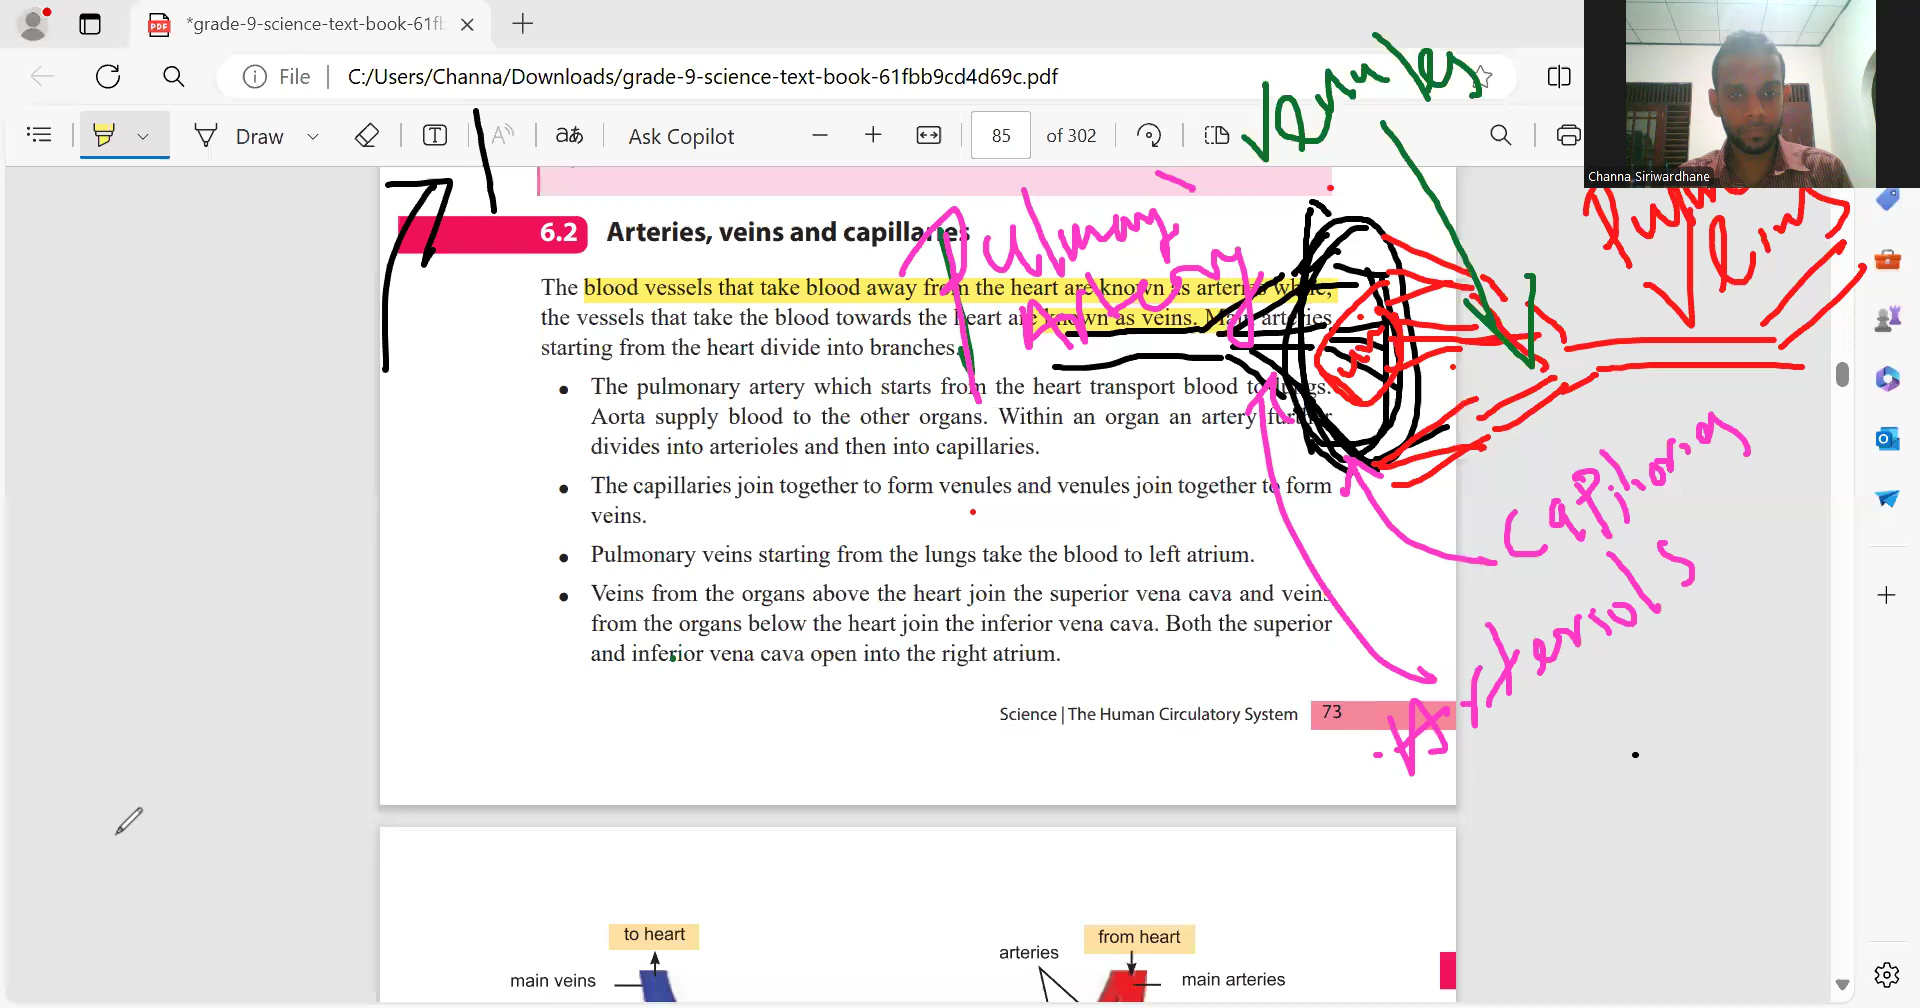 *grade-9-science-text-book-61fb
File
C:/Users/Channa/Downloads/grade-9-science-text-book-61fbb9cd4d69c.pdf
Draw
aあ
Ask Copilot
85 of 302
Channa Siriwardhane
Venules
6.2 Arteries, veins and capillaries
Pulmonary
Artery
The blood vessels that take blood away from the heart are known as arteries while,
the vessels that take the blood towards the heart are known as veins. Main arteries
starting from the heart divide into branches.
• The pulmonary artery which starts from the heart transport blood to lungs.
Aorta supply blood to the other organs. Within an organ an artery further
divides into arterioles and then into capillaries.
• The capillaries join together to form venules and venules join together to form
veins.
• Pulmonary veins starting from the lungs take the blood to left atrium.
• Veins from the organs above the heart join the superior vena cava and veins
from the organs below the heart join the inferior vena cava. Both the superior
and inferior vena cava open into the right atrium.
Arteriols
Science | The Human Circulatory System 73
to heart
from heart
arteries
main veins
main arteries